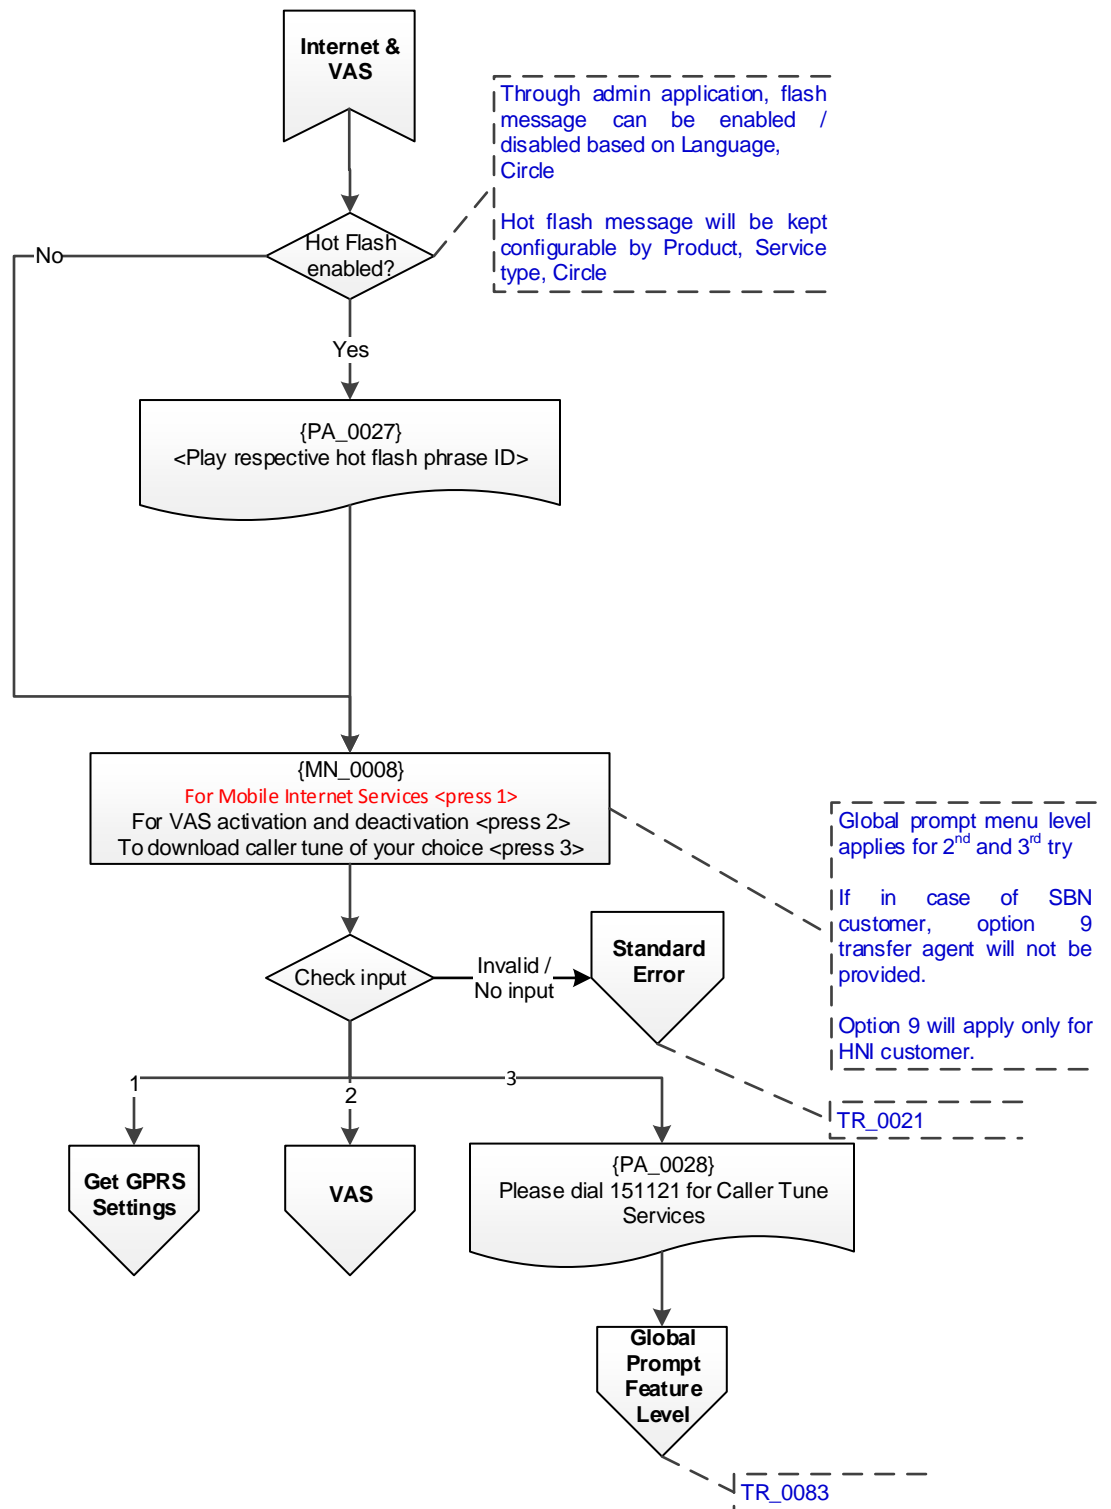 Internet &
VAS
Through admin application, flash
message can be enabled /
disabled based on Language,
Circle
Hot flash message will be kept
configurable by Product, Service
type, Circle
Hot Flash
enabled?
No
Yes
{PA_0027}
<Play respective hot flash phrase ID>
{MN_0008}
For Mobile Internet Services <press 1>
For VAS activation and deactivation <press 2>
To download caller tune of your choice <press 3>
Global prompt menu level
applies for 2nd and 3rd try
If in case of SBN
customer, option 9
transfer agent will not be
provided.
Option 9 will apply only for
HNI customer.
Check input
Invalid /
No input
Standard
Error
TR_0021
1
2
3
Get GPRS
Settings
VAS
{PA_0028}
Please dial 151121 for Caller Tune
Services
Global
Prompt
Feature
Level
TR_0083